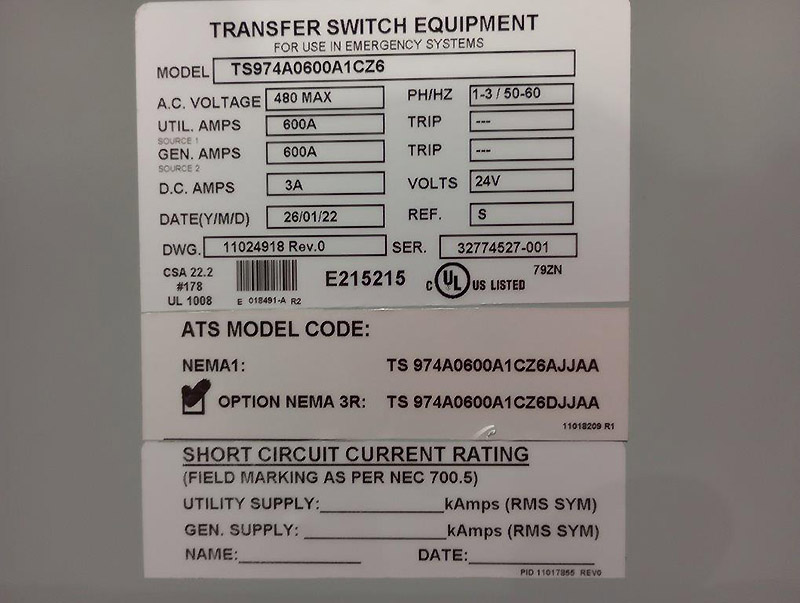 TRANSFER SWITCH EQUIPMENT
FOR USE IN EMERGENCY SYSTEMS
MODEL TS974A0600A1CZ6
A.C. VOLTAGE 480 MAX PH/HZ 1-3 / 50-60
UTIL. AMPS 600A TRIP ---
SOURCE 1
GEN. AMPS 600A TRIP ---
SOURCE 2
D.C. AMPS 3A VOLTS 24V
DATE(Y/M/D) 26/01/22 REF. S
DWG. 11024918 Rev.0 SER. 32774527-001
CSA 22.2
#178
UL 1008
E 018491-A R2
E215215
C UL US LISTED
79ZN
ATS MODEL CODE:
NEMA1: TS 974A0600A1CZ6AJJAA
OPTION NEMA 3R: TS 974A0600A1CZ6DJJAA
11018209 R1
SHORT CIRCUIT CURRENT RATING
(FIELD MARKING AS PER NEC 700.5)
UTILITY SUPPLY:____________kAmps (RMS SYM)
GEN. SUPPLY: ____________kAmps (RMS SYM)
NAME:____________ DATE:____________
PID 11017855 REV0